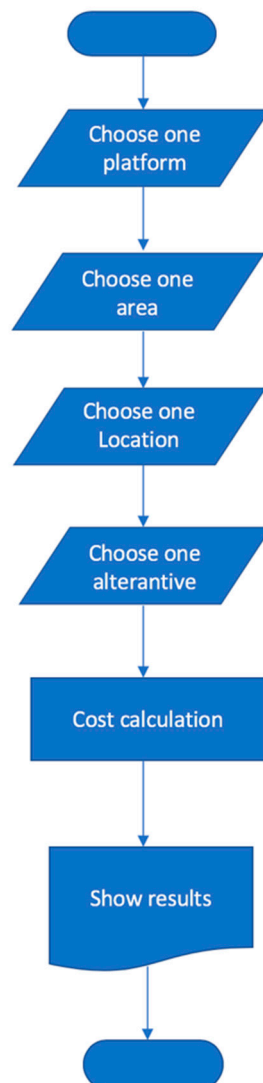 Choose one
platform
Choose one
area
Choose one
Location
Choose one
alterantive
Cost calculation
Show results